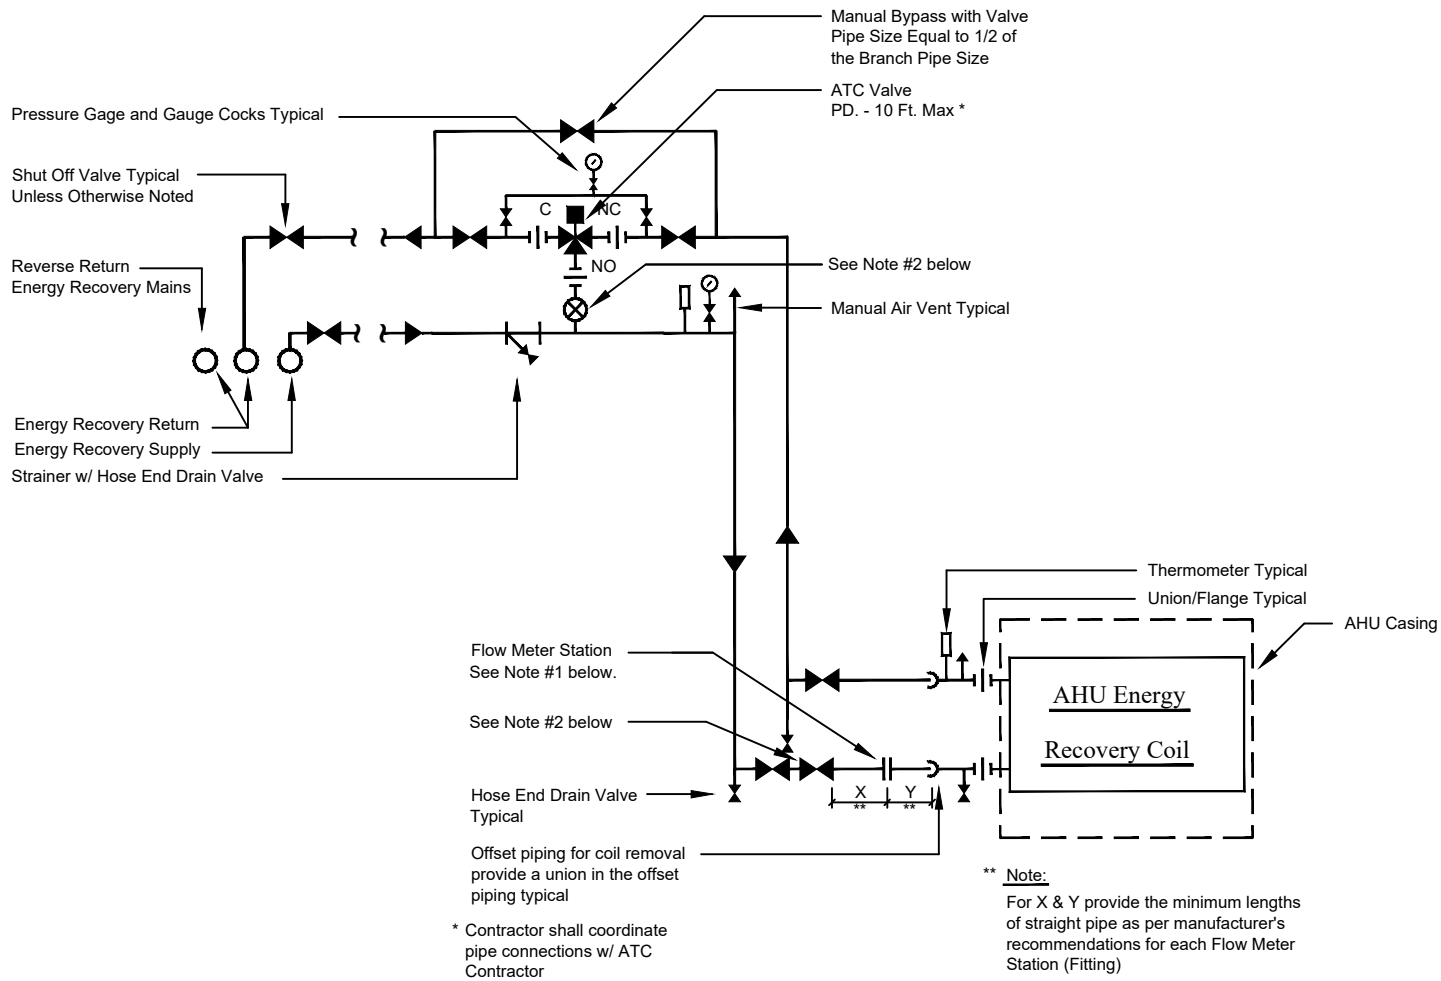 Manual Bypass with Valve
Pipe Size Equal to 1/2 of
the Branch Pipe Size
ATC Valve
PD. - 10 Ft. Max *
Pressure Gage and Gauge Cocks Typical
Shut Off Valve Typical
Unless Otherwise Noted
C
NC
NO
Reverse Return
Energy Recovery Mains
See Note #2 below
Manual Air Vent Typical
Energy Recovery Return
Energy Recovery Supply
Strainer w/ Hose End Drain Valve
Thermometer Typical
Union/Flange Typical
AHU Casing
Flow Meter Station
See Note #1 below.
AHU Energy
Recovery Coil
See Note #2 below
Hose End Drain Valve
Typical
X
**
Y
**
Offset piping for coil removal
provide a union in the offset
piping typical
** Note:
For X & Y provide the minimum lengths
of straight pipe as per manufacturer's
recommendations for each Flow Meter
Station (Fitting)
* Contractor shall coordinate
pipe connections w/ ATC
Contractor